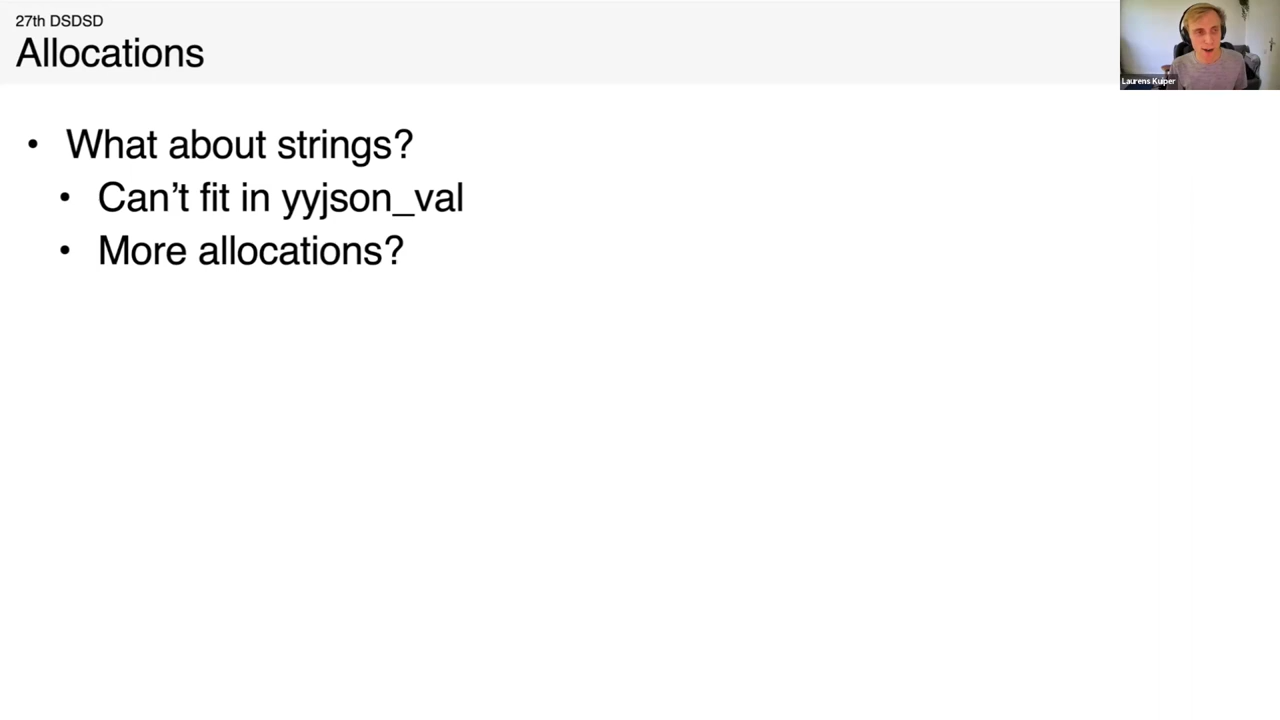 27th DSDSD
Allocations
Laurens Kuiper
• What about strings?
• Can’t fit in yyjson_val
• More allocations?